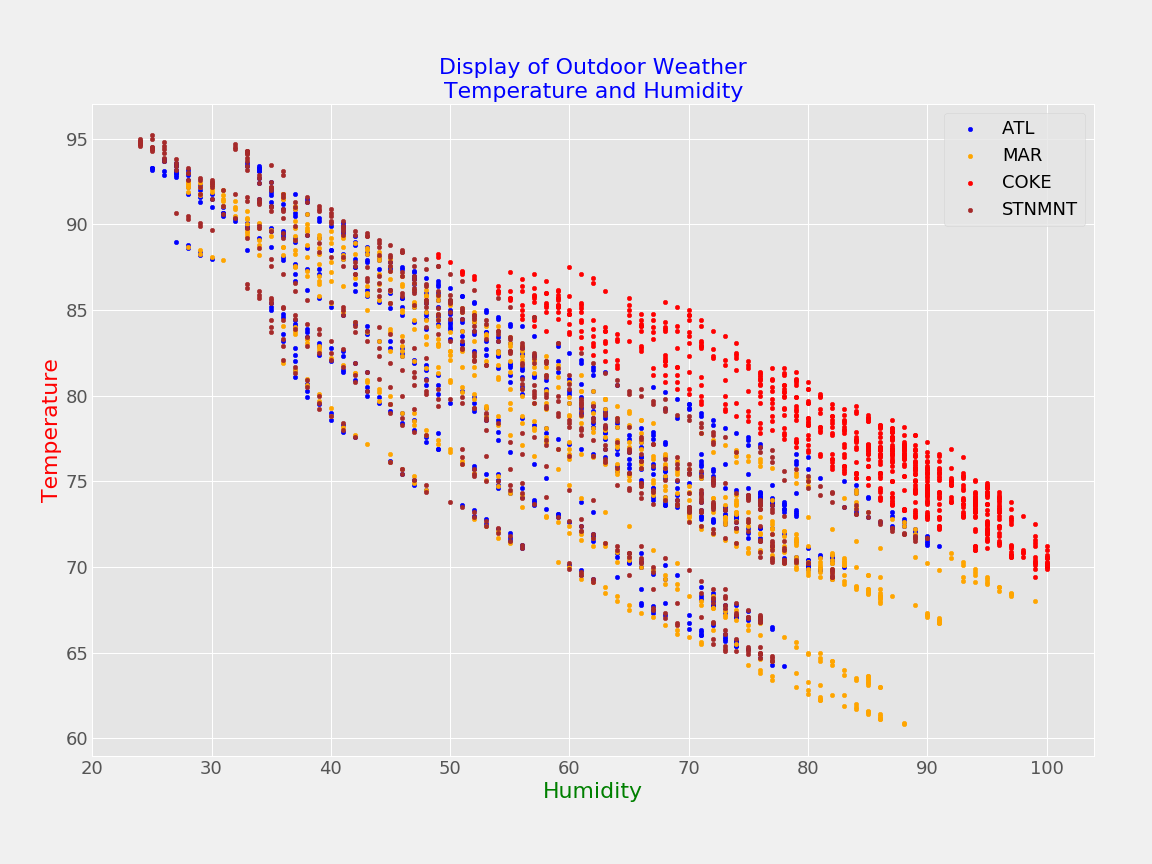 Display of Outdoor Weather
Temperature and Humidity
ATL
MAR
COKE
STNMNT
Temperature
95
90
85
80
75
70
65
60
20 30 40 50 60 70 80 90 100
Humidity